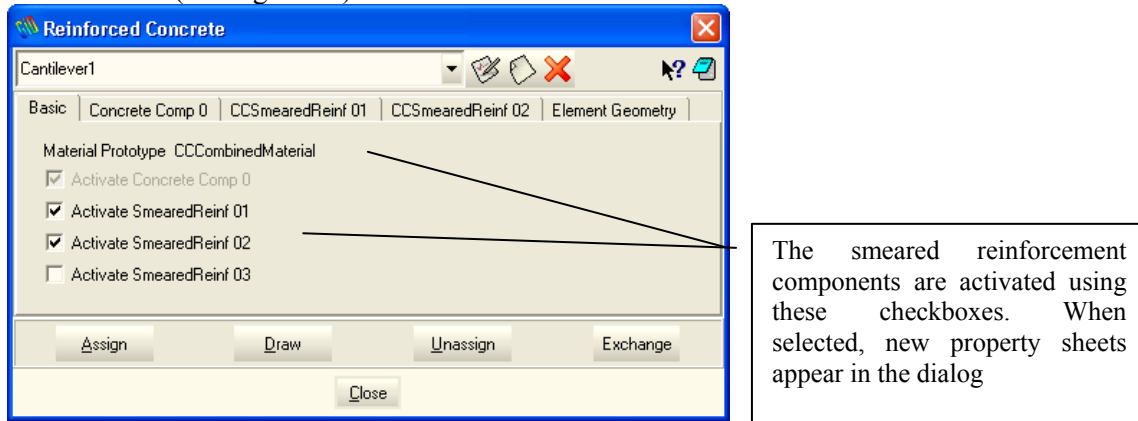 Reinforced Concrete
Cantilever1
Basic Concrete Comp 0 CCSmearedReinf 01 CCSmearedReinf 02 Element Geometry
Material Prototype CCCombinedMaterial
Activate Concrete Comp 0
Activate SmearedReinf 01
Activate SmearedReinf 02
Activate SmearedReinf 03
Assign Draw Unassign Exchange
Close
The smeared reinforcement
components are activated using
these checkboxes. When
selected, new property sheets
appear in the dialog